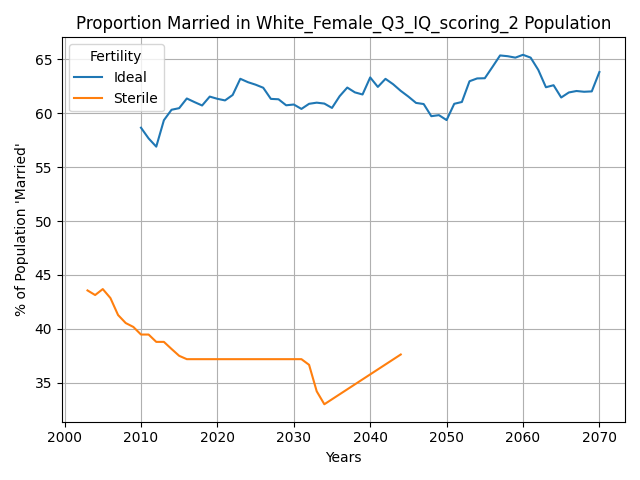 Proportion Married in White_Female_Q3_IQ_scoring_2 Population
Fertility
Ideal
Sterile
% of Population 'Married'
65
60
55
50
45
40
35
2000
2010
2020
2030
2040
2050
2060
2070
Years